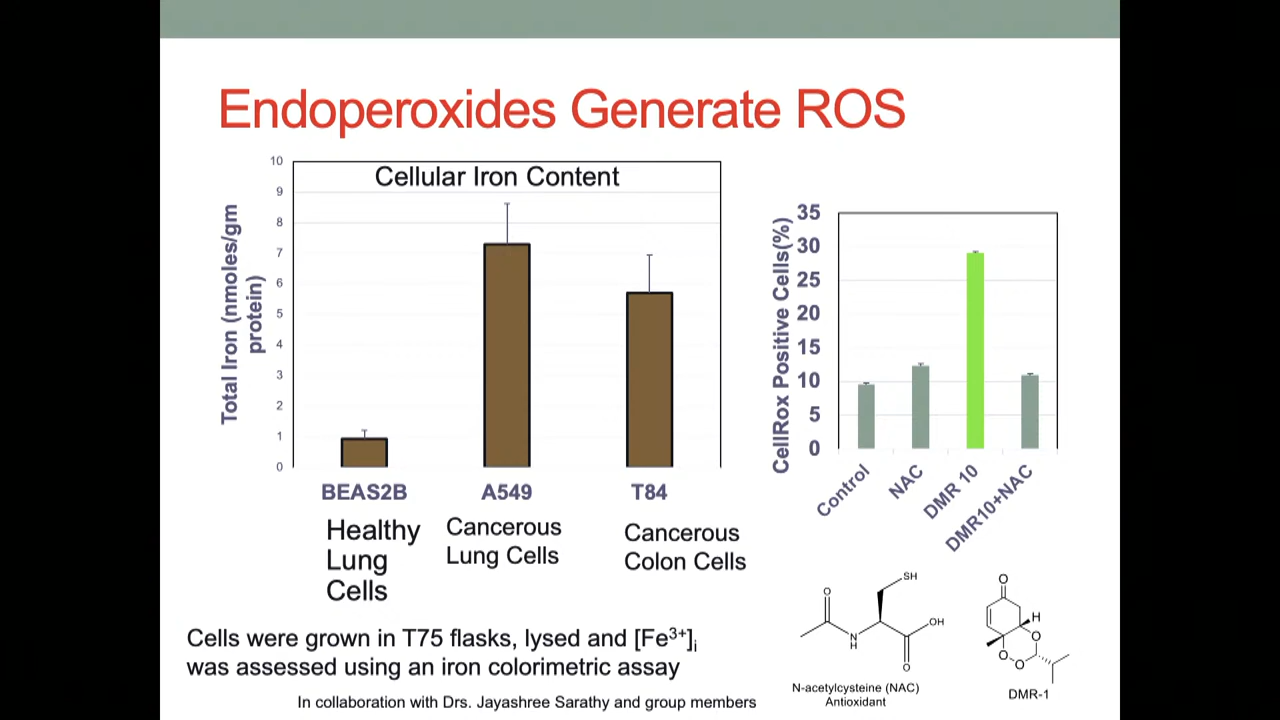 Endoperoxides Generate ROS
Cellular Iron Content
Total Iron (nmoles/gm
protein)
10
9
8
7
6
5
4
3
2
1
0
BEAS2B
A549
T84
Healthy
Lung
Cells
Cancerous
Lung Cells
Cancerous
Colon Cells
CellRox Positive Cells(%)
35
30
25
20
15
10
5
0
Control
NAC
DMR 10
DMR10+NAC
Cells were grown in T75 flasks, lysed and [Fe³⁺]ᵢ
was assessed using an iron colorimetric assay
In collaboration with Drs. Jayashree Sarathy and group members
O
N
H
SH
OH
O
N-acetylcysteine (NAC)
Antioxidant
O
H
O
O
O
DMR-1